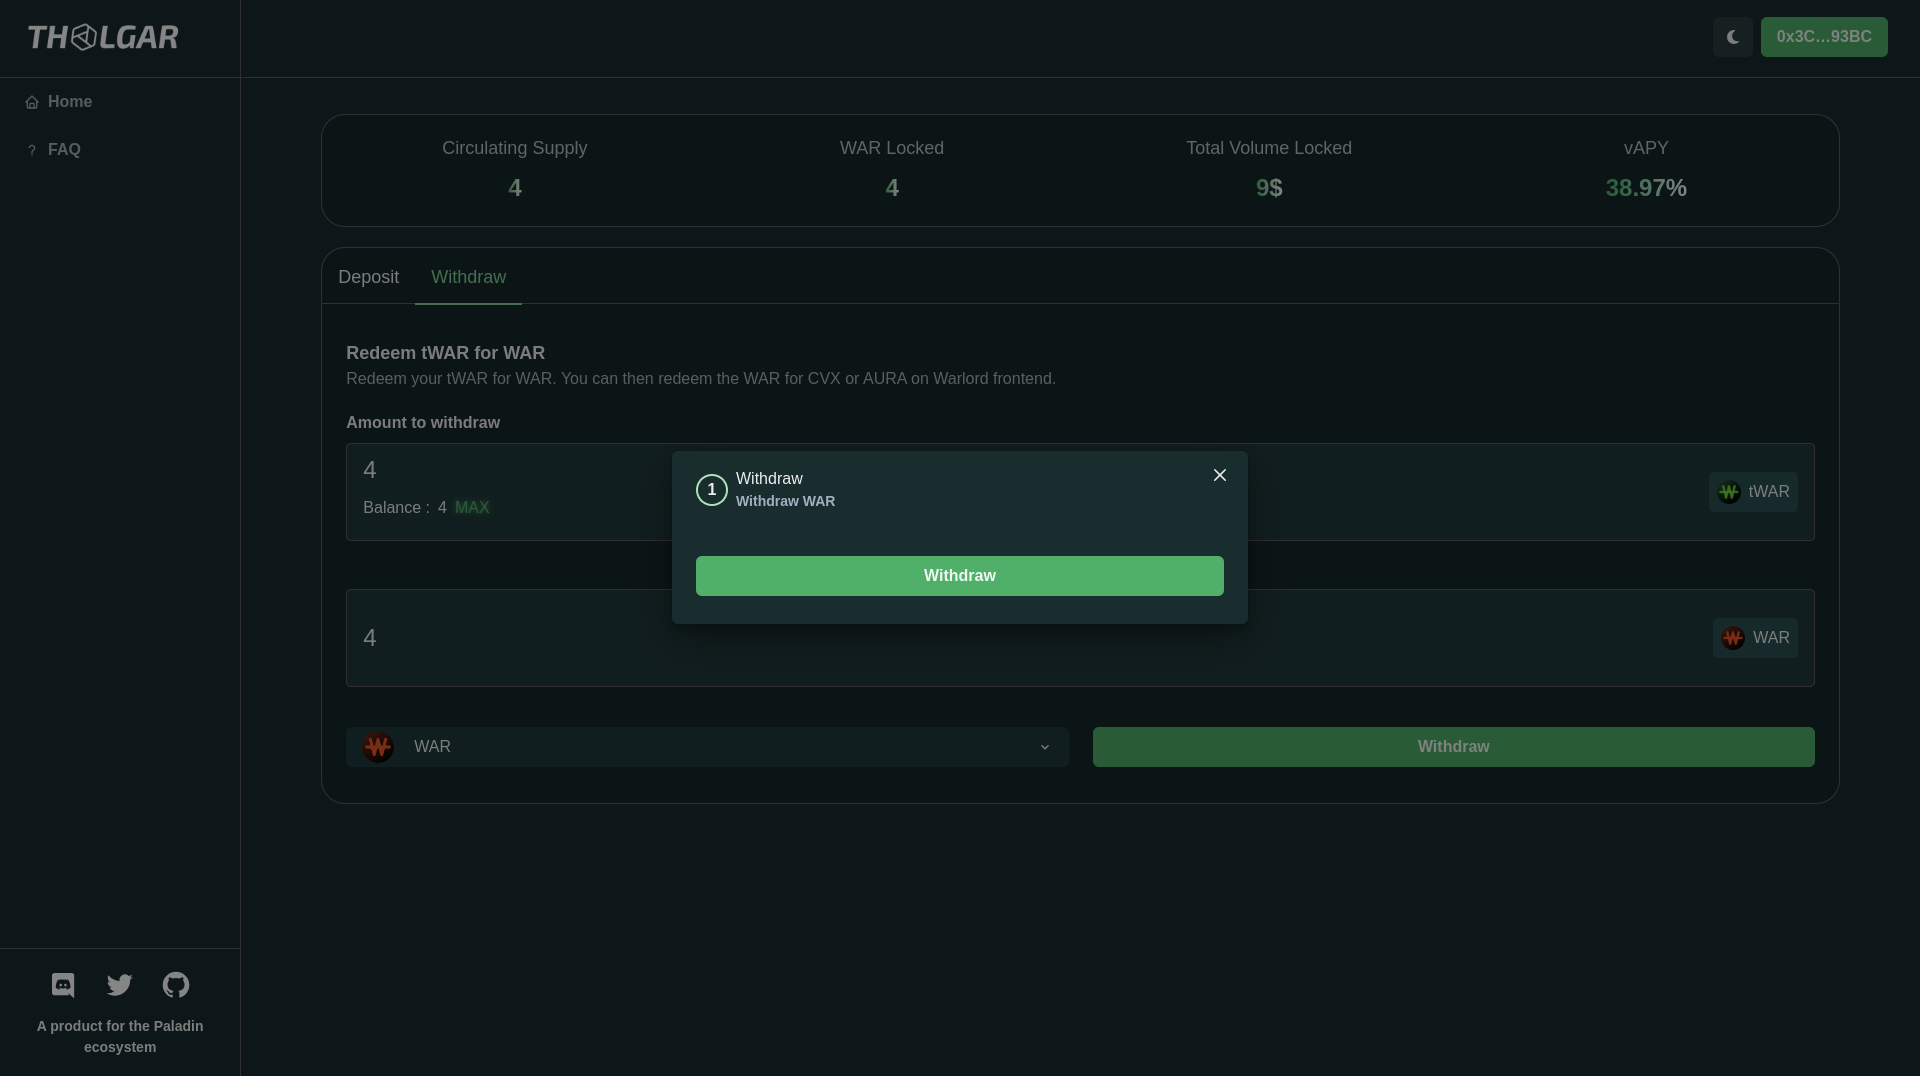 THOLGAR
0x3C...93BC
Home
FAQ
Circulating Supply
WAR Locked
Total Volume Locked
vAPY
4
4
9$
38.97%
Deposit
Withdraw
Redeem tWAR for WAR
Redeem your tWAR for WAR. You can then redeem the WAR for CVX or AURA on Warlord frontend.
Amount to withdraw
4
Balance : 4 MAX
tWAR
1
Withdraw
Withdraw WAR
Withdraw
4
WAR
WAR
Withdraw
A product for the Paladin
ecosystem